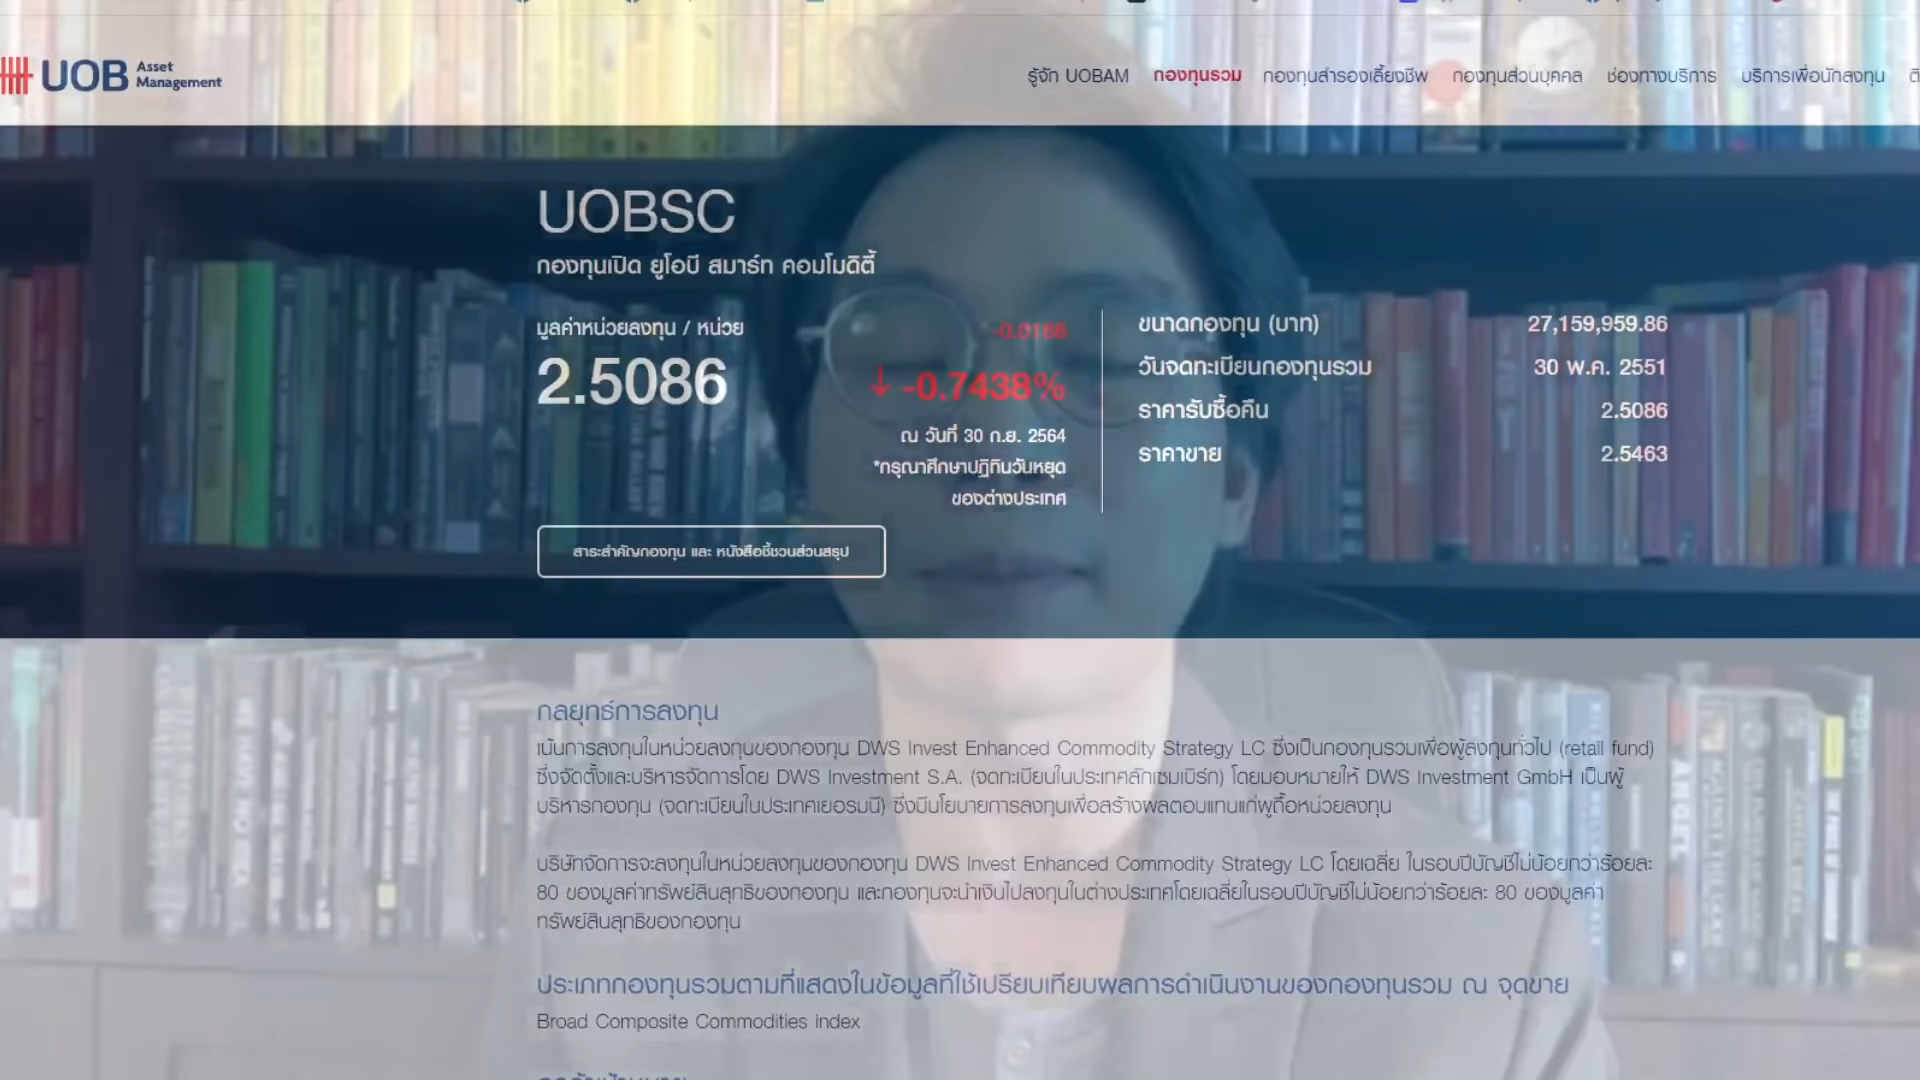 UOB Asset Management
รู้จัก UOBAM กองทุนรวม กองทุนสำรองเลี้ยงชีพ กองทุนส่วนบุคคล ช่องทางบริการ บริการเพื่อนักลงทุน
UOBSC
กองทุนเปิด ยูโอบี สมาร์ท คอมโมดิตี้
มูลค่าหน่วยลงทุน / หน่วย
2.5086
-0.0188
-0.7438%
ณ วันที่ 30 ก.ย. 2564
*กรุณาศึกษาปฏิทินวันหยุด
ของต่างประเทศ
ขนาดกองทุน (บาท) 27,159,959.86
วันจดทะเบียนกองทุนรวม 30 พ.ค. 2551
ราคารับซื้อคืน 2.5086
ราคาขาย 2.5463
สาระสำคัญกองทุน และ หนังสือชี้ชวนส่วนสรุป
กลยุทธ์การลงทุน
เน้นการลงทุนในหน่วยลงทุนของกองทุน DWS Invest Enhanced Commodity Strategy LC ซึ่งเป็นกองทุนรวมเพื่อผู้ลงทุนทั่วไป (retail fund)
ซึ่งจัดตั้งและบริหารจัดการโดย DWS Investment S.A. (จดทะเบียนในประเทศลักเซมเบิร์ก) โดยมอบหมายให้ DWS Investment GmbH เป็นผู้
บริหารกองทุน (จดทะเบียนในประเทศเยอรมนี) ซึ่งมีนโยบายการลงทุนเพื่อสร้างผลตอบแทนแก่ผู้ถือหน่วยลงทุน
บริษัทจัดการจะลงทุนในหน่วยลงทุนของกองทุน DWS Invest Enhanced Commodity Strategy LC โดยเฉลี่ย ในรอบปีบัญชีไม่น้อยกว่าร้อยละ
80 ของมูลค่าทรัพย์สินสุทธิของกองทุน และกองทุนจะนำเงินไปลงทุนในต่างประเทศโดยเฉลี่ยในรอบปีบัญชีไม่น้อยกว่าร้อยละ 80 ของมูลค่า
ทรัพย์สินสุทธิของกองทุน
ประเภทกองทุนรวมตามที่แสดงในข้อมูลที่ใช้เปรียบเทียบผลการดำเนินงานของกองทุนรวม ณ จุดขาย
Broad Composite Commodities index